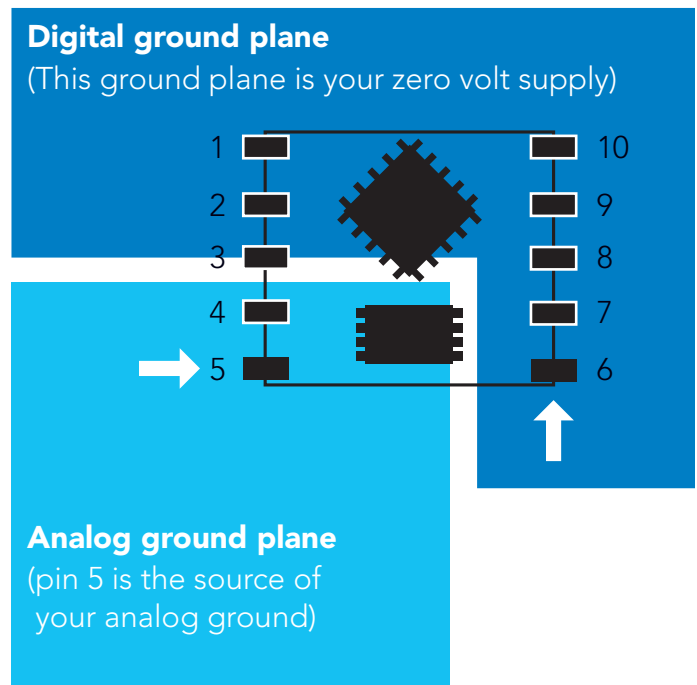 Digital ground plane
(This ground plane is your zero volt supply)
1
10
2
9
3
8
4
7
5
6
Analog ground plane
(pin 5 is the source of
your analog ground)